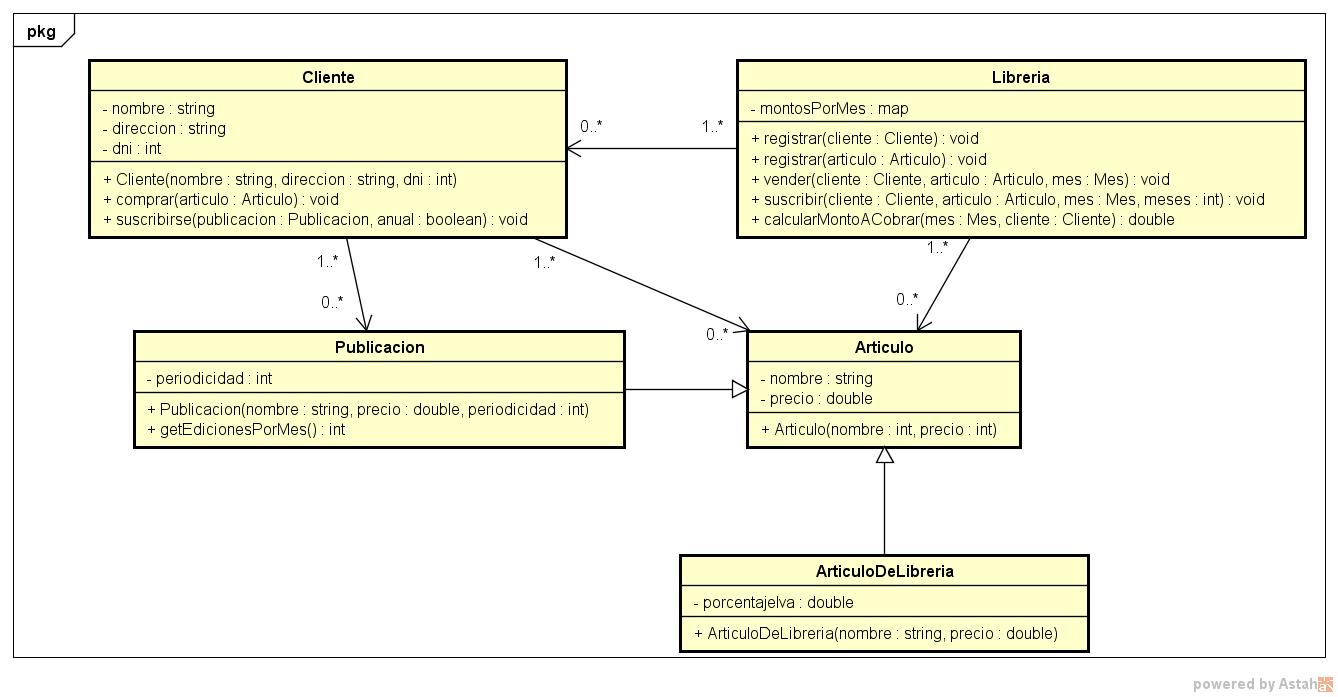 pkg
Cliente
- nombre : string
- direccion : string
- dni : int
+ Cliente(nombre : string, direccion : string, dni : int)
+ comprar(articulo : Articulo) : void
+ suscribirse(publicacion : Publicacion, anual : boolean) : void
0..*
1..*
Libreria
- montosPorMes : map
+ registrar(cliente : Cliente) : void
+ registrar(articulo : Articulo) : void
+ vender(cliente : Cliente, articulo : Articulo, mes : Mes) : void
+ suscribir(cliente : Cliente, articulo : Articulo, mes : Mes, meses : int) : void
+ calcularMontoACobrar(mes : Mes, cliente : Cliente) : double
1..*
0..*
1..*
0..*
1..*
0..*
Publicacion
- periodicidad : int
+ Publicacion(nombre : string, precio : double, periodicidad : int)
+ getEdicionesPorMes() : int
Articulo
- nombre : string
- precio : double
+ Articulo(nombre : int, precio : int)
ArticuloDeLibreria
- porcentajeIva : double
+ ArticuloDeLibreria(nombre : string, precio : double)
powered by Astah